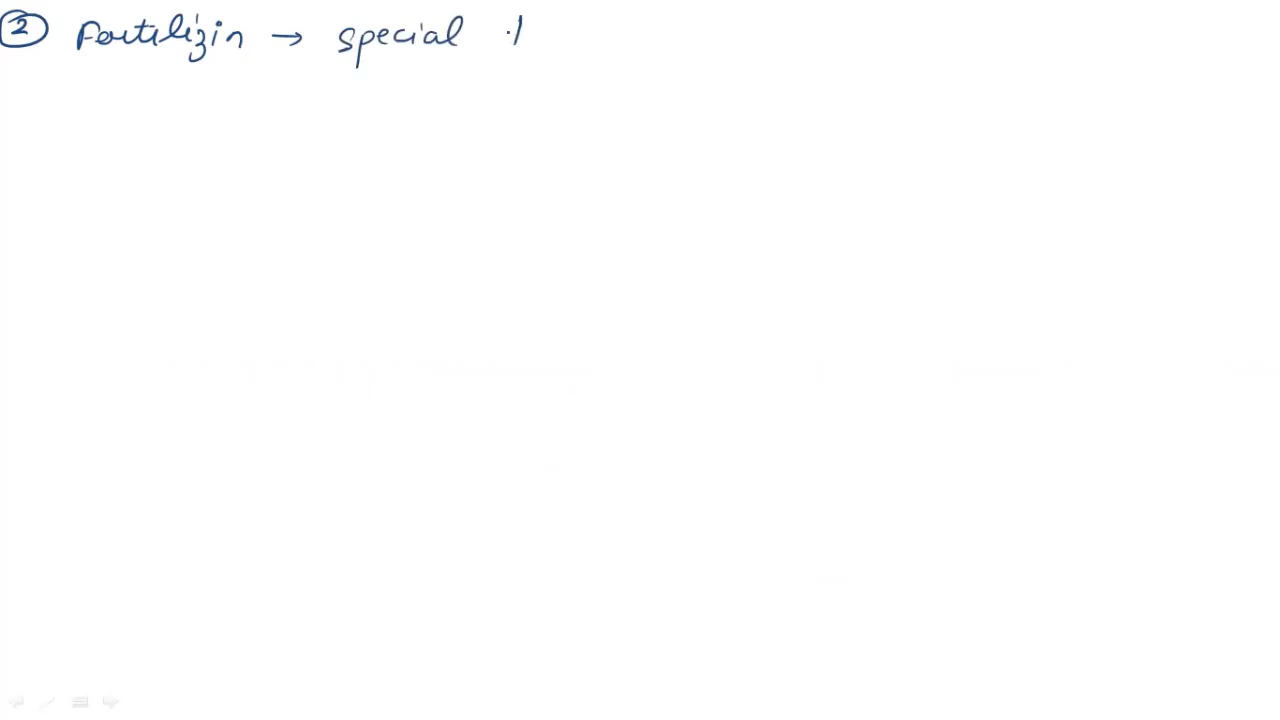 ② Fertilizin → special